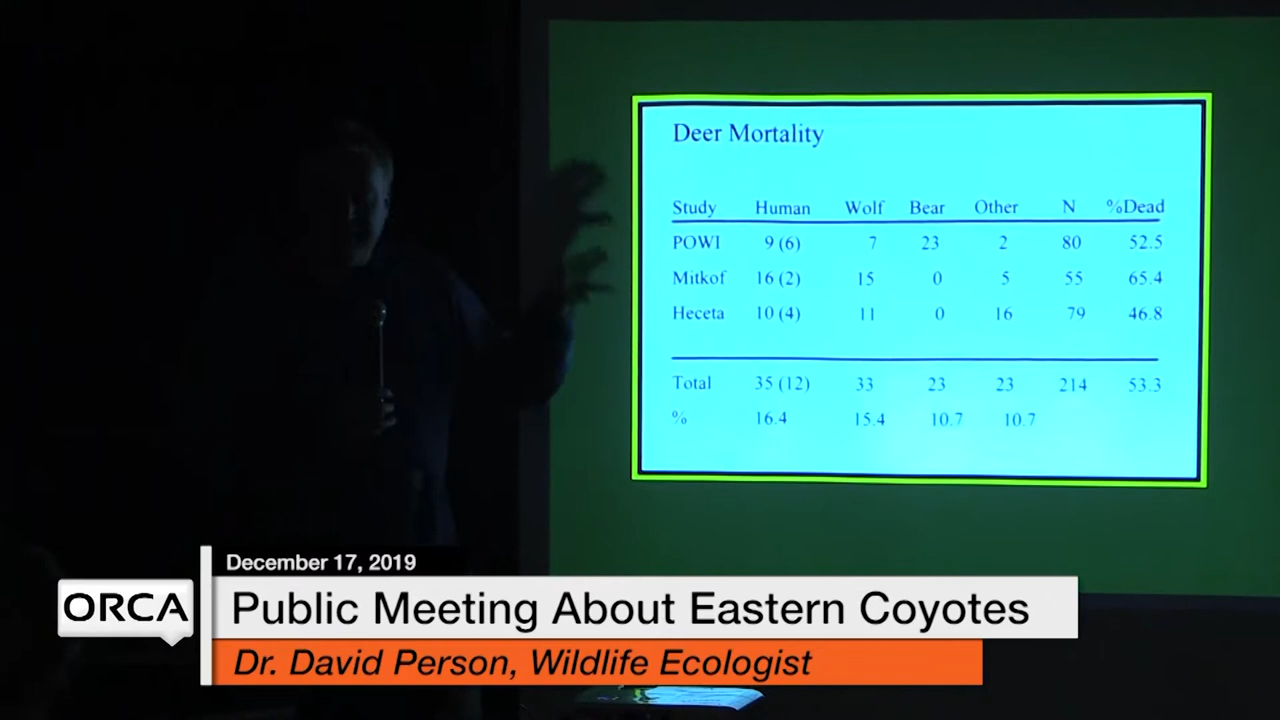 Deer Mortality
Study Human Wolf Bear Other N %Dead
POWI 9 (6) 7 23 2 80 52.5
Mitkof 16 (2) 15 0 5 55 65.4
Heceta 10 (4) 11 0 16 79 46.8
Total 35 (12) 33 23 23 214 53.3
% 16.4 15.4 10.7 10.7
December 17, 2019
ORCA
Public Meeting About Eastern Coyotes
Dr. David Person, Wildlife Ecologist